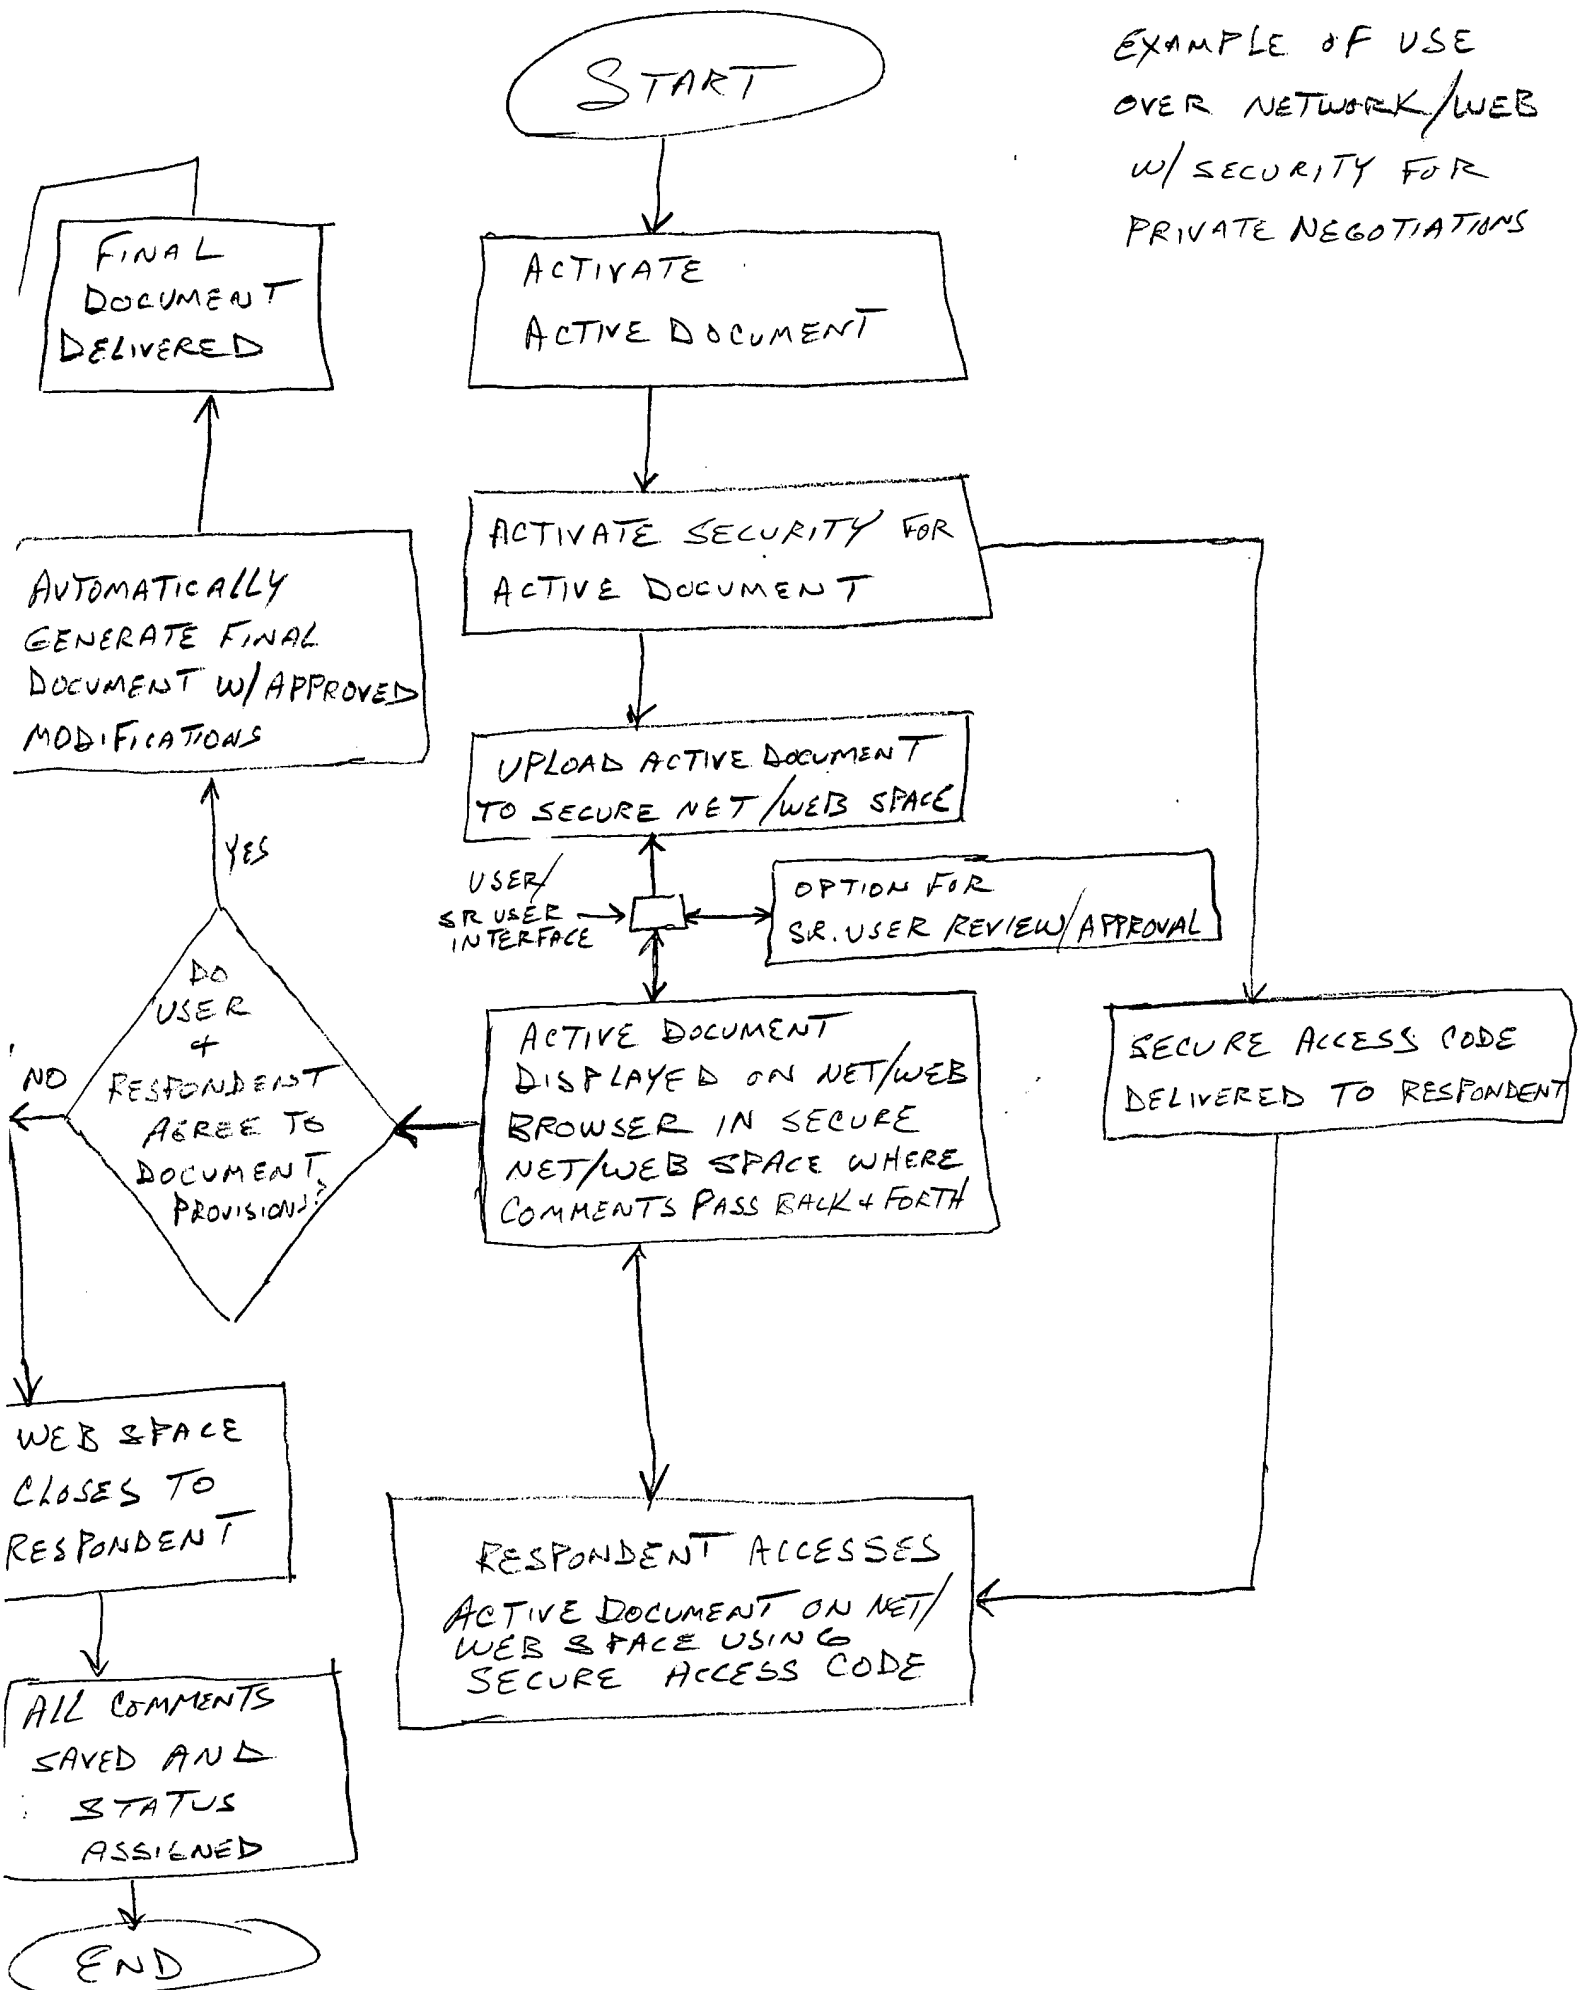 START
EXAMPLE OF USE
OVER NETWORK/WEB
W/ SECURITY FOR
PRIVATE NEGOTIATIONS
FINAL
DOCUMENT
DELIVERED
ACTIVATE
ACTIVE DOCUMENT
ACTIVATE SECURITY FOR
ACTIVE DOCUMENT
AUTOMATICALLY
GENERATE FINAL
DOCUMENT W/ APPROVED
MODIFICATIONS
UPLOAD ACTIVE DOCUMENT
TO SECURE NET/WEB SPACE
YES
USER/
SR USER
INTERFACE
OPTION FOR
SR. USER REVIEW/APPROVAL
DO
USER
+
RESPONDENT
AGREE TO
DOCUMENT
PROVISIONS?
NO
ACTIVE DOCUMENT
DISPLAYED ON NET/WEB
BROWSER IN SECURE
NET/WEB SPACE WHERE
COMMENTS PASS BACK + FORTH
SECURE ACCESS CODE
DELIVERED TO RESPONDENT
WEB SPACE
CLOSES TO
RESPONDENT
RESPONDENT ACCESSES
ACTIVE DOCUMENT ON NET/
WEB SPACE USING
SECURE ACCESS CODE
ALL COMMENTS
SAVED AND
STATUS
ASSIGNED
END